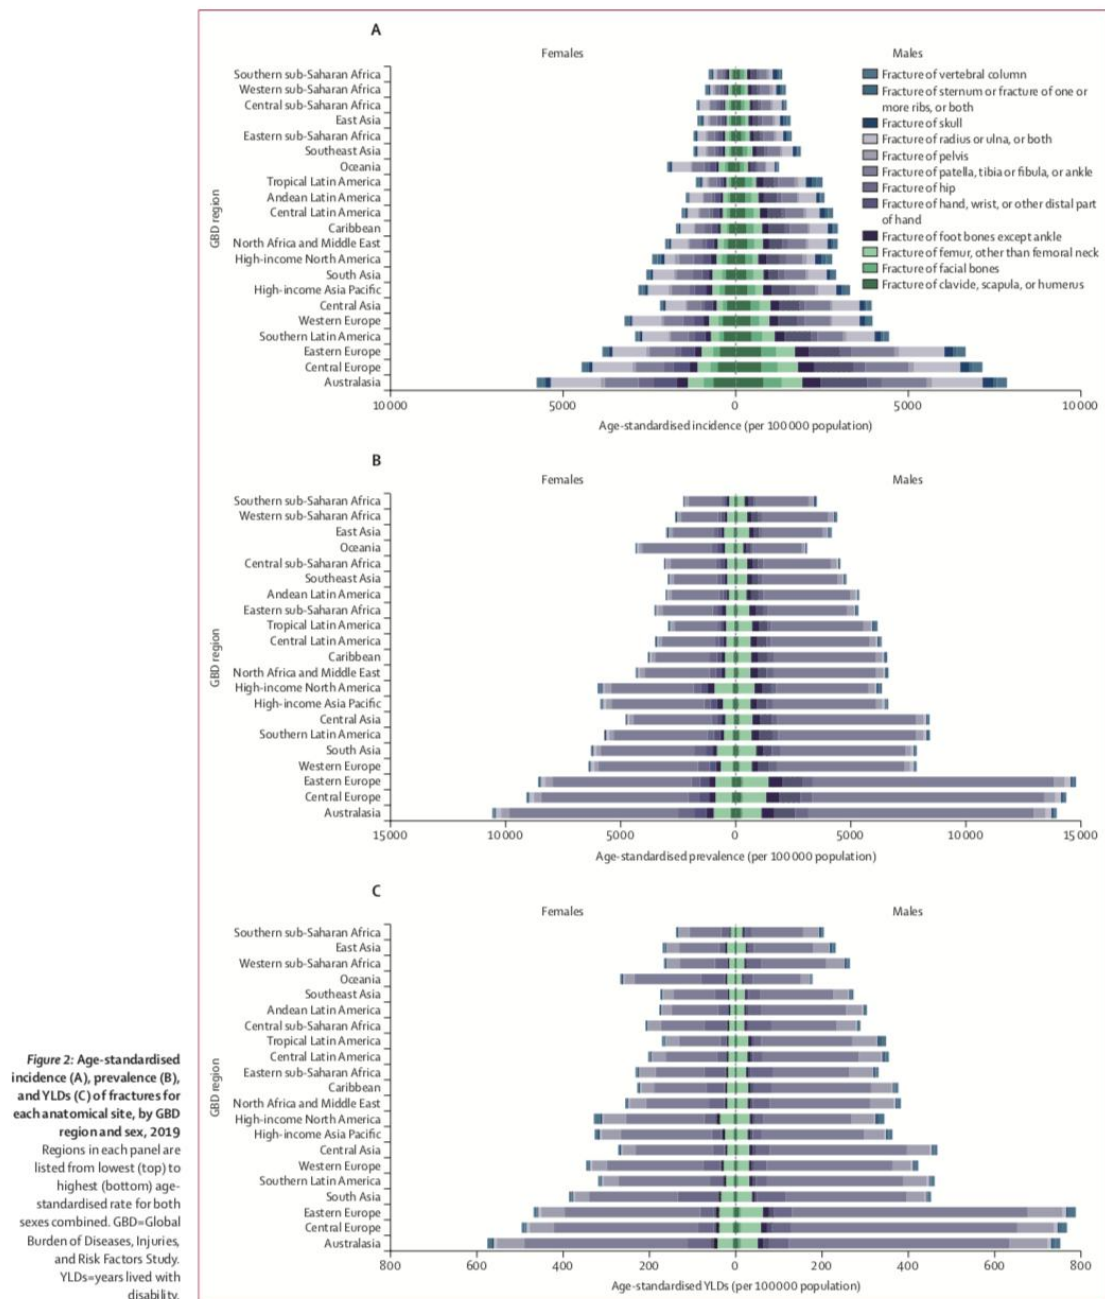 A
Females Males
Southern sub-Saharan Africa
Western sub-Saharan Africa
Central sub-Saharan Africa
East Asia
Eastern sub-Saharan Africa
Southeast Asia
Oceania
Tropical Latin America
Andean Latin America
Central Latin America
Caribbean
North Africa and Middle East
High-income North America
South Asia
High-income Asia Pacific
Central Asia
Western Europe
Southern Latin America
Eastern Europe
Central Europe
Australasia
GBD region
Fracture of vertebral column
Fracture of sternum or fracture of one or
more ribs, or both
Fracture of skull
Fracture of radius or ulna, or both
Fracture of pelvis
Fracture of patella, tibia or fibula, or ankle
Fracture of hip
Fracture of hand, wrist, or other distal part
of hand
Fracture of foot bones except ankle
Fracture of femur, other than femoral neck
Fracture of facial bones
Fracture of clavicle, scapula, or humerus
10 000 5000 0 5000 10 000
Age-standardised incidence (per 100 000 population)
B
Females Males
Southern sub-Saharan Africa
Western sub-Saharan Africa
East Asia
Oceania
Central sub-Saharan Africa
Southeast Asia
Andean Latin America
Eastern sub-Saharan Africa
Tropical Latin America
Central Latin America
Caribbean
North Africa and Middle East
High-income North America
High-income Asia Pacific
Central Asia
Southern Latin America
South Asia
Western Europe
Eastern Europe
Central Europe
Australasia
GBD region
15 000 10 000 5000 0 5000 10 000 15 000
Age-standardised prevalence (per 100 000 population)
C
Females Males
Southern sub-Saharan Africa
East Asia
Western sub-Saharan Africa
Oceania
Southeast Asia
Andean Latin America
Central sub-Saharan Africa
Tropical Latin America
Central Latin America
Eastern sub-Saharan Africa
Caribbean
North Africa and Middle East
High-income North America
High-income Asia Pacific
Central Asia
Western Europe
Southern Latin America
South Asia
Eastern Europe
Central Europe
Australasia
GBD region
800 600 400 200 0 200 400 600 800
Age-standardised YLDs (per 100 000 population)
Figure 2: Age-standardised
incidence (A), prevalence (B),
and YLDs (C) of fractures for
each anatomical site, by GBD
region and sex, 2019
Regions in each panel are
listed from lowest (top) to
highest (bottom) age-
standardised rate for both
sexes combined. GBD=Global
Burden of Diseases, Injuries,
and Risk Factors Study.
YLDs=years lived with
disability.